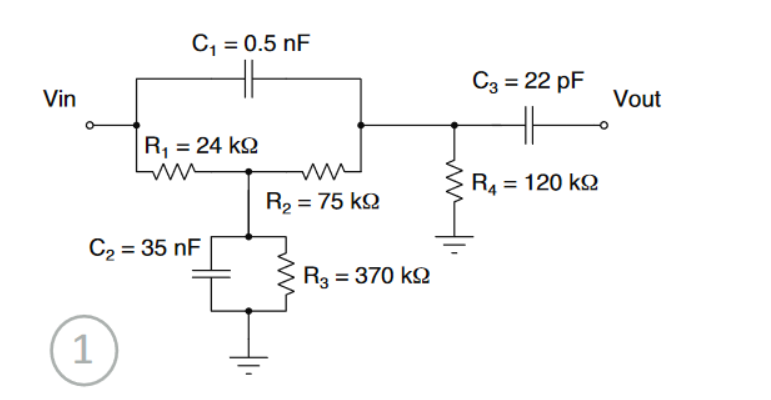 C₁ = 0.5 nF
C₃ = 22 pF
Vin
Vout
R₁ = 24 kΩ
R₄ = 120 kΩ
R₂ = 75 kΩ
C₂ = 35 nF
R₃ = 370 kΩ
1